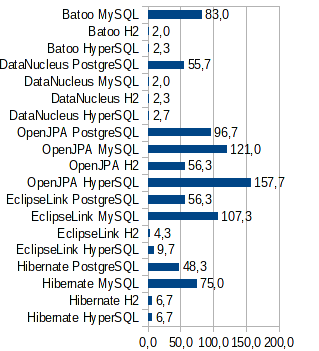 Batoo MySQL 83,0
Batoo H2 2,0
Batoo HyperSQL 2,3
DataNucleus PostgreSQL 55,7
DataNucleus MySQL 2,0
DataNucleus H2 2,3
DataNucleus HyperSQL 2,7
OpenJPA PostgreSQL 96,7
OpenJPA MySQL 121,0
OpenJPA H2 56,3
OpenJPA HyperSQL 157,7
EclipseLink PostgreSQL 56,3
EclipseLink MySQL 107,3
EclipseLink H2 4,3
EclipseLink HyperSQL 9,7
Hibernate PostgreSQL 48,3
Hibernate MySQL 75,0
Hibernate H2 6,7
Hibernate HyperSQL 6,7
0,0 50,0 100,0 150,0 200,0